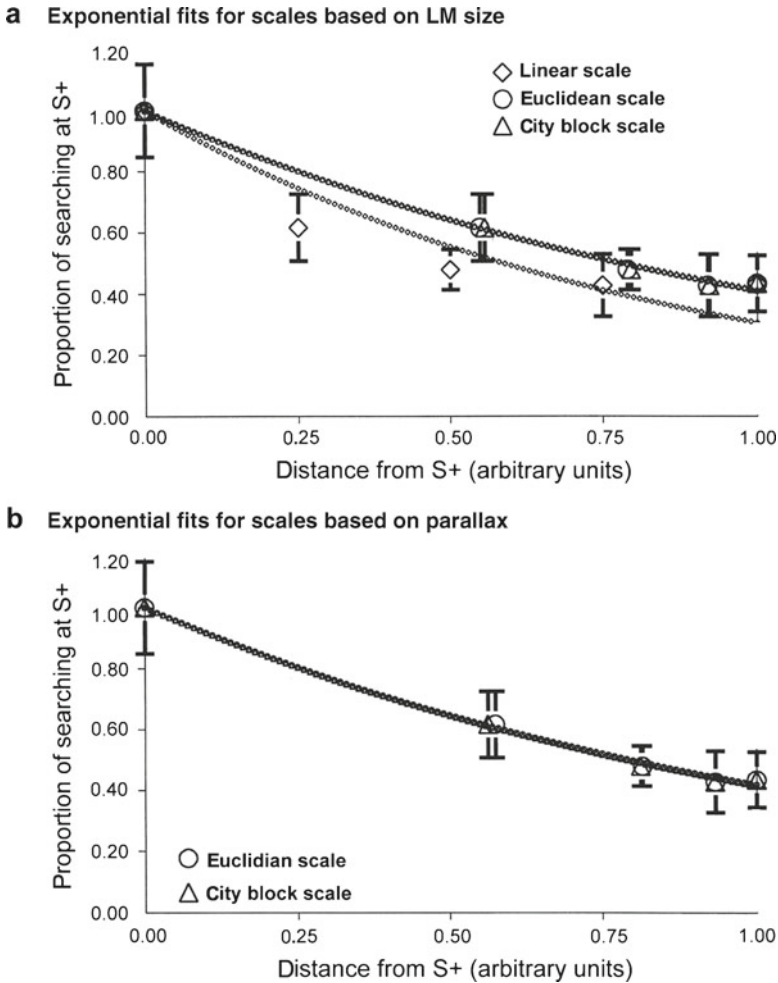 a Exponential fits for scales based on LM size
Proportion of searching at S+
1.20
1.00
0.80
0.60
0.40
0.20
0.00
Linear scale
Euclidean scale
City block scale
0.00 0.25 0.50 0.75 1.00
Distance from S+ (arbitrary units)
b Exponential fits for scales based on parallax
Proportion of searching at S+
1.20
1.00
0.80
0.60
0.40
0.20
0.00
Euclidian scale
City block scale
0.00 0.25 0.50 0.75 1.00
Distance from S+ (arbitrary units)